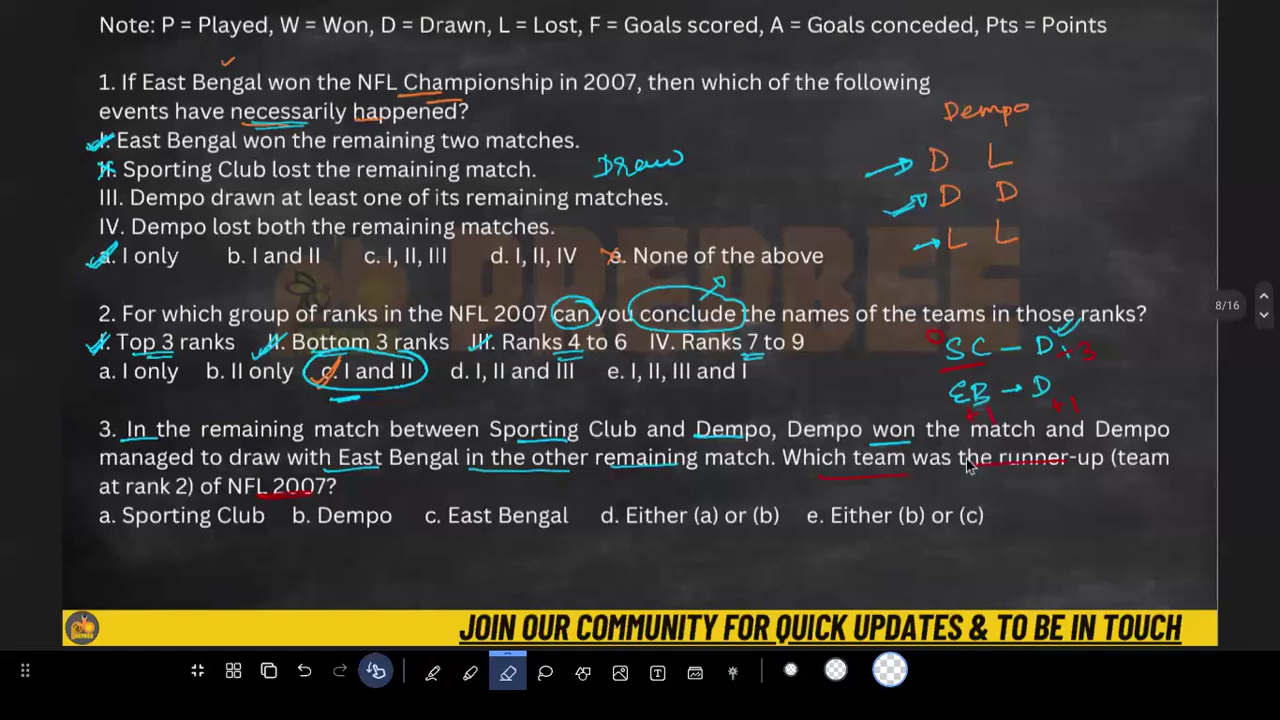 Note: P = Played, W = Won, D = Drawn, L = Lost, F = Goals scored, A = Goals conceded, Pts = Points
1. If East Bengal won the NFL Championship in 2007, then which of the following
events have necessarily happened?
Dempo
I. East Bengal won the remaining two matches.
II. Sporting Club lost the remaining match.
Draw
D L
III. Dempo drawn at least one of its remaining matches.
D D
IV. Dempo lost both the remaining matches.
L L
a. I only b. I and II c. I, II, III d. I, II, IV e. None of the above
PREPBEE
2. For which group of ranks in the NFL 2007 can you conclude the names of the teams in those ranks?
8/16
I. Top 3 ranks II. Bottom 3 ranks III. Ranks 4 to 6 IV. Ranks 7 to 9
0 SC – D +3
a. I only b. II only c. I and II d. I, II and III e. I, II, III and I
EB → D
+1 +1
3. In the remaining match between Sporting Club and Dempo, Dempo won the match and Dempo
managed to draw with East Bengal in the other remaining match. Which team was the runner-up (team
at rank 2) of NFL 2007?
a. Sporting Club b. Dempo c. East Bengal d. Either (a) or (b) e. Either (b) or (c)
JOIN OUR COMMUNITY FOR QUICK UPDATES & TO BE IN TOUCH